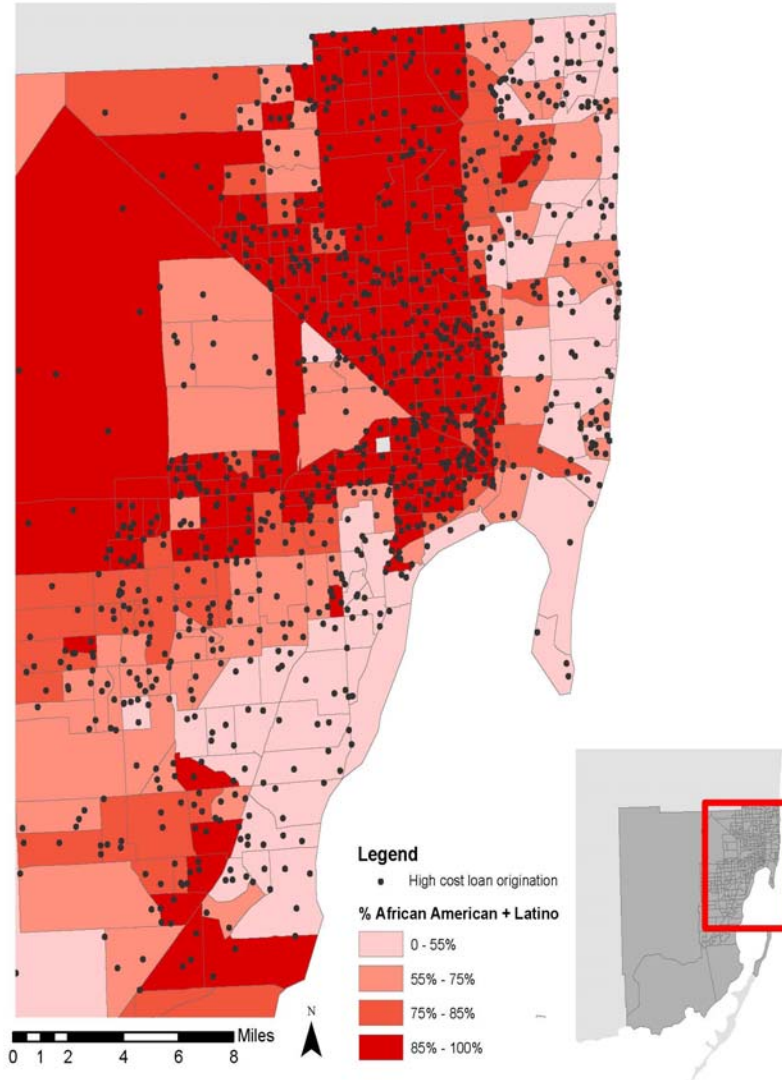 Legend
High cost loan origination
% African American + Latino
0 - 55%
55% - 75%
75% - 85%
85% - 100%
N
Miles
0 1 2 4 6 8